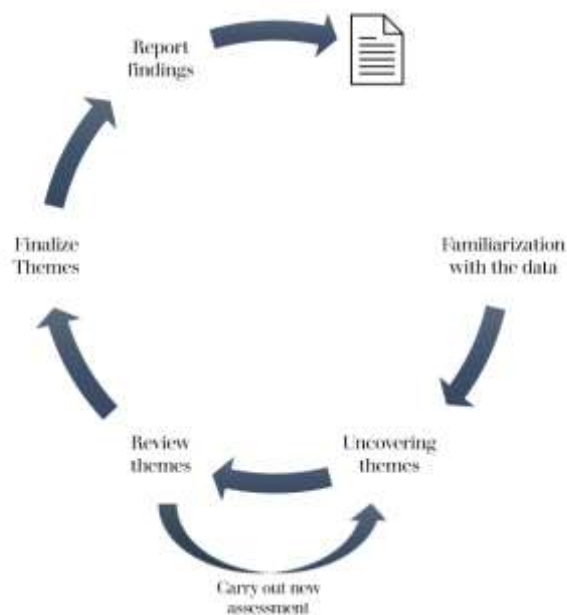 Report
findings
Finalize
Themes
Familiarization
with the data
Review
themes
Uncovering
themes
Carry out new
assessment